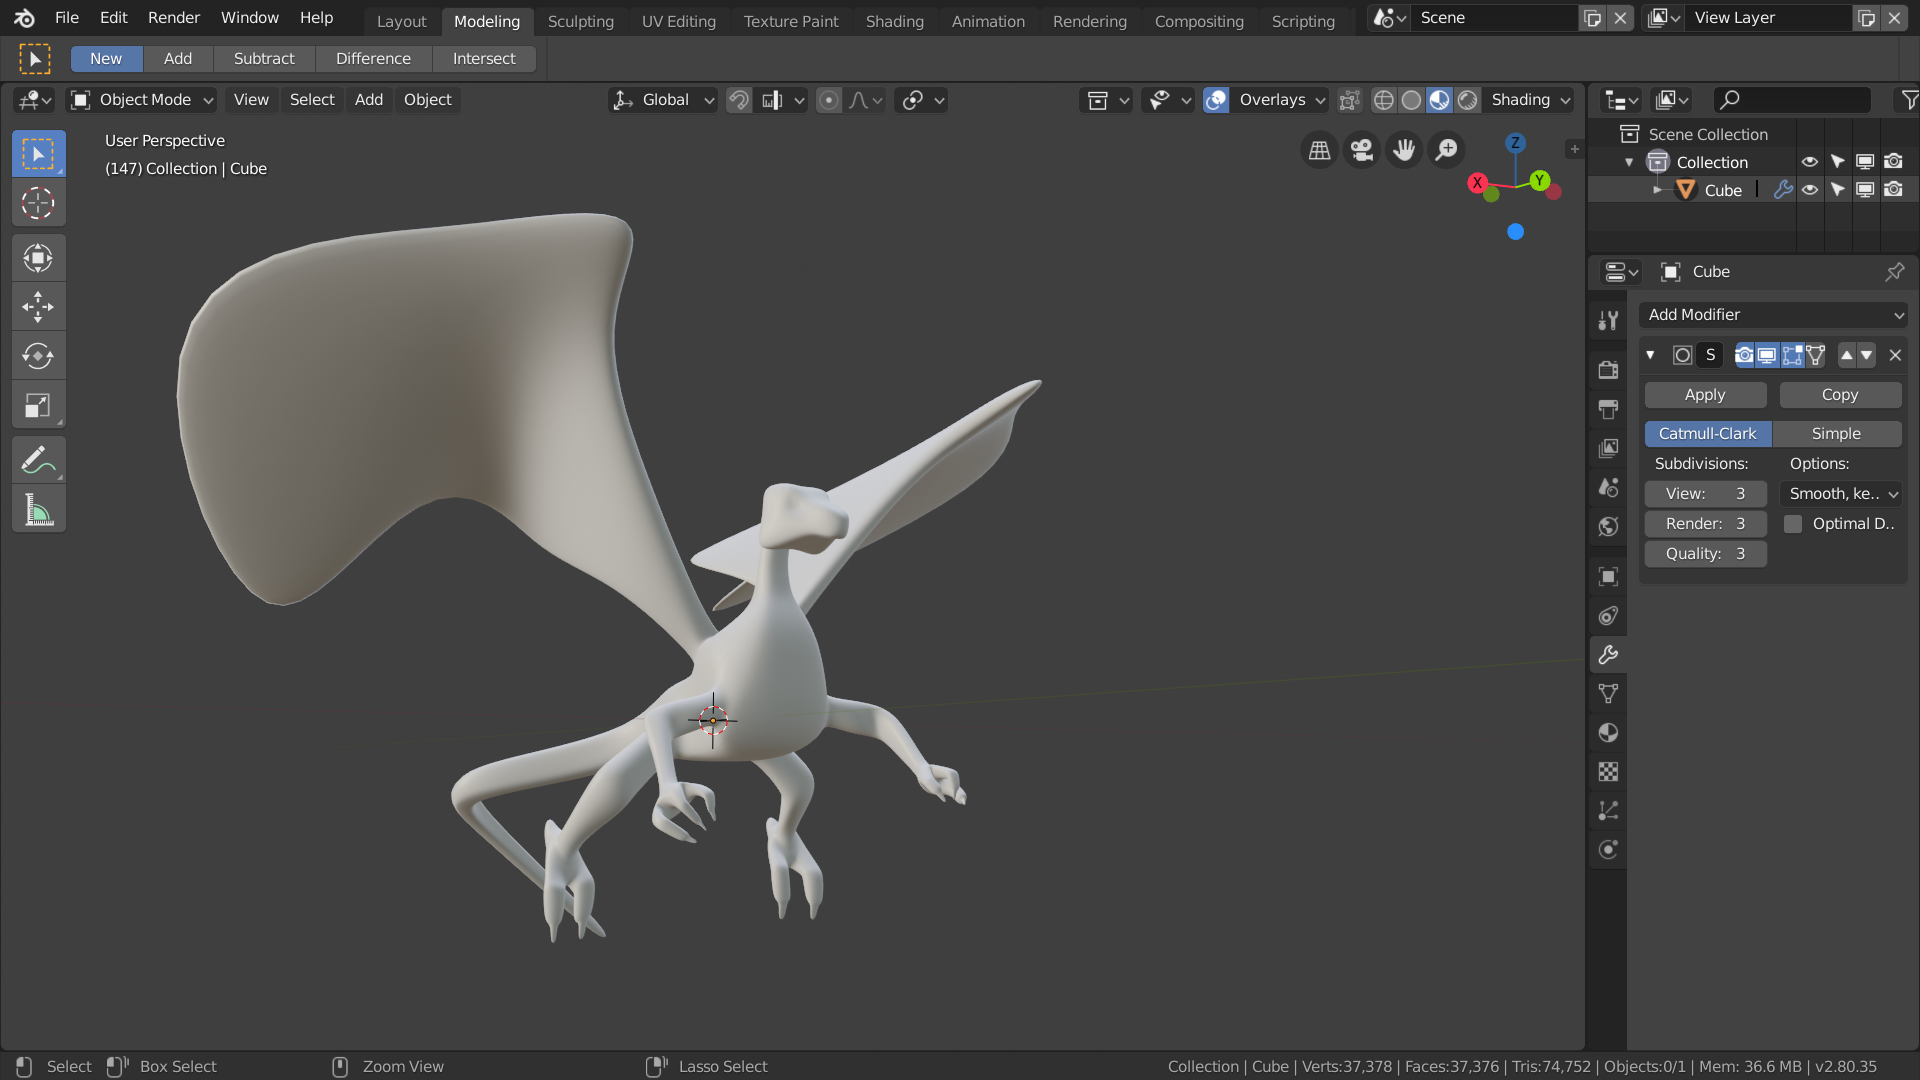 File Edit Render Window Help Layout Modeling Sculpting UV Editing Texture Paint Shading Animation Rendering Compositing Scripting Scene View Layer
New Add Subtract Difference Intersect
Object Mode View Select Add Object Global Overlays Shading
User Perspective
(147) Collection | Cube
Z
X Y
Scene Collection
Collection
Cube
Cube
Add Modifier
S
Apply Copy
Catmull-Clark Simple
Subdivisions: Options:
View: 3 Smooth, ke..
Render: 3 Optimal D..
Quality: 3
Select Box Select Zoom View Lasso Select Collection | Cube | Verts:37,378 | Faces:37,376 | Tris:74,752 | Objects:0/1 | Mem: 36.6 MB | v2.80.35